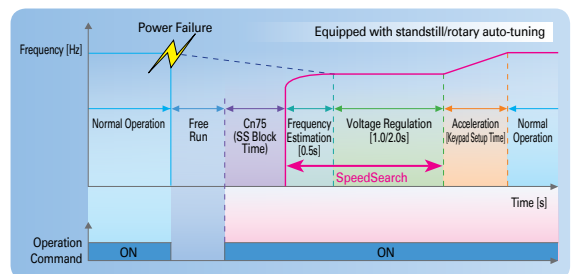 Power Failure
Equipped with standstill/rotary auto-tuning
Frequency [Hz]
Normal Operation
Free
Run
Cn75
(SS Block
Time)
Frequency
Estimation
[0.5s]
Voltage Regulation
[1.0/2.0s]
Acceleration
[Keypad Setup Time]
Normal
Operation
SpeedSearch
Time [s]
Operation
Command
ON
ON